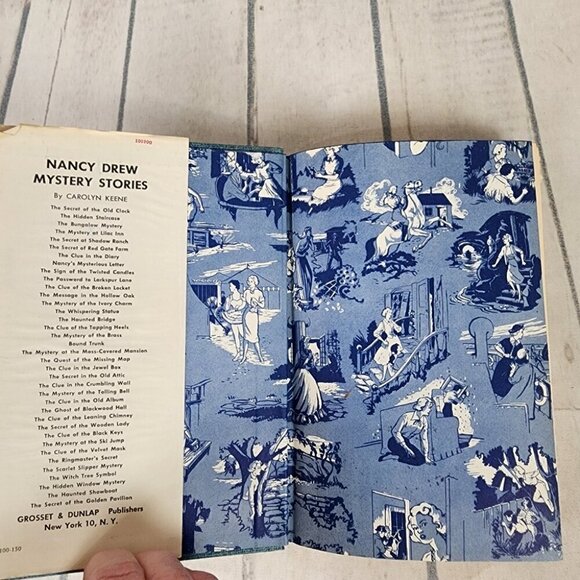 101900
NANCY DREW
MYSTERY STORIES
By CAROLYN KEENE
The Secret of the Old Clock
The Hidden Staircase
The Bungalow Mystery
The Mystery at Lilac Inn
The Secret at Shadow Ranch
The Secret of Red Gate Farm
The Clue in the Diary
Nancy's Mysterious Letter
The Sign of the Twisted Candles
The Password to Larkspur Lane
The Clue of the Broken Locket
The Message in the Hollow Oak
The Mystery of the Ivory Charm
The Whispering Statue
The Haunted Bridge
The Clue of the Tapping Heels
The Mystery of the Brass
Bound Trunk
The Mystery at the Moss-Covered Mansion
The Quest of the Missing Map
The Clue in the Jewel Box
The Secret in the Old Attic
The Clue in the Crumbling Wall
The Mystery of the Tolling Bell
The Clue in the Old Album
The Ghost of Blackwood Hall
The Clue of the Leaning Chimney
The Secret of the Wooden Lady
The Clue of the Black Keys
The Mystery at the Ski Jump
The Clue of the Velvet Mask
The Ringmaster's Secret
The Scarlet Slipper Mystery
The Witch Tree Symbol
The Hidden Window Mystery
The Haunted Showboat
The Secret of the Golden Pavilion
GROSSET & DUNLAP Publishers
New York 10, N. Y.
100-150